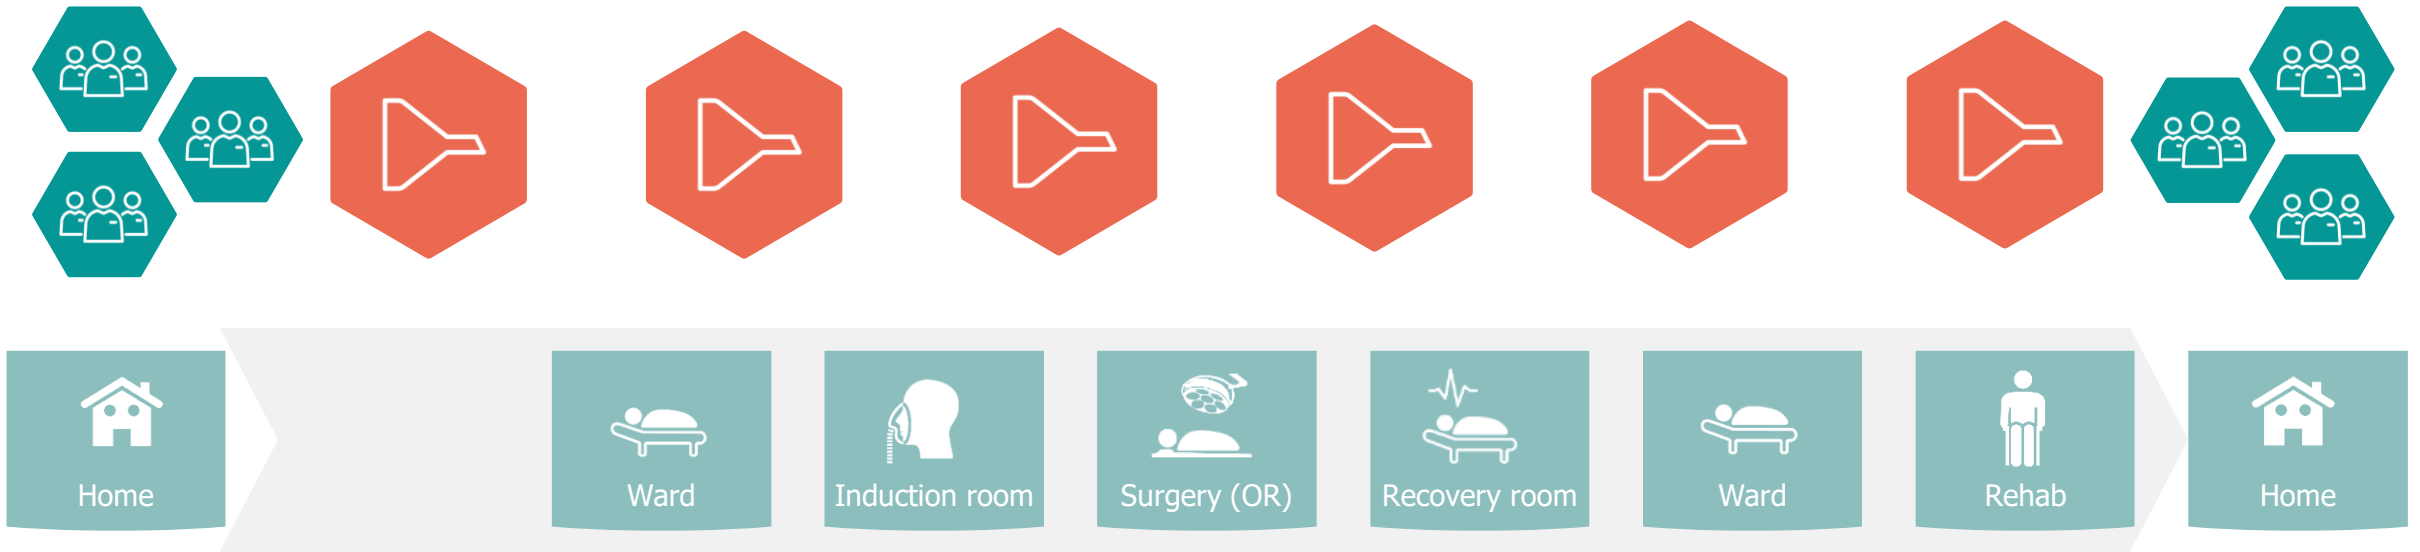 Home
Ward
Induction room
Surgery (OR)
Recovery room
Ward
Rehab
Home